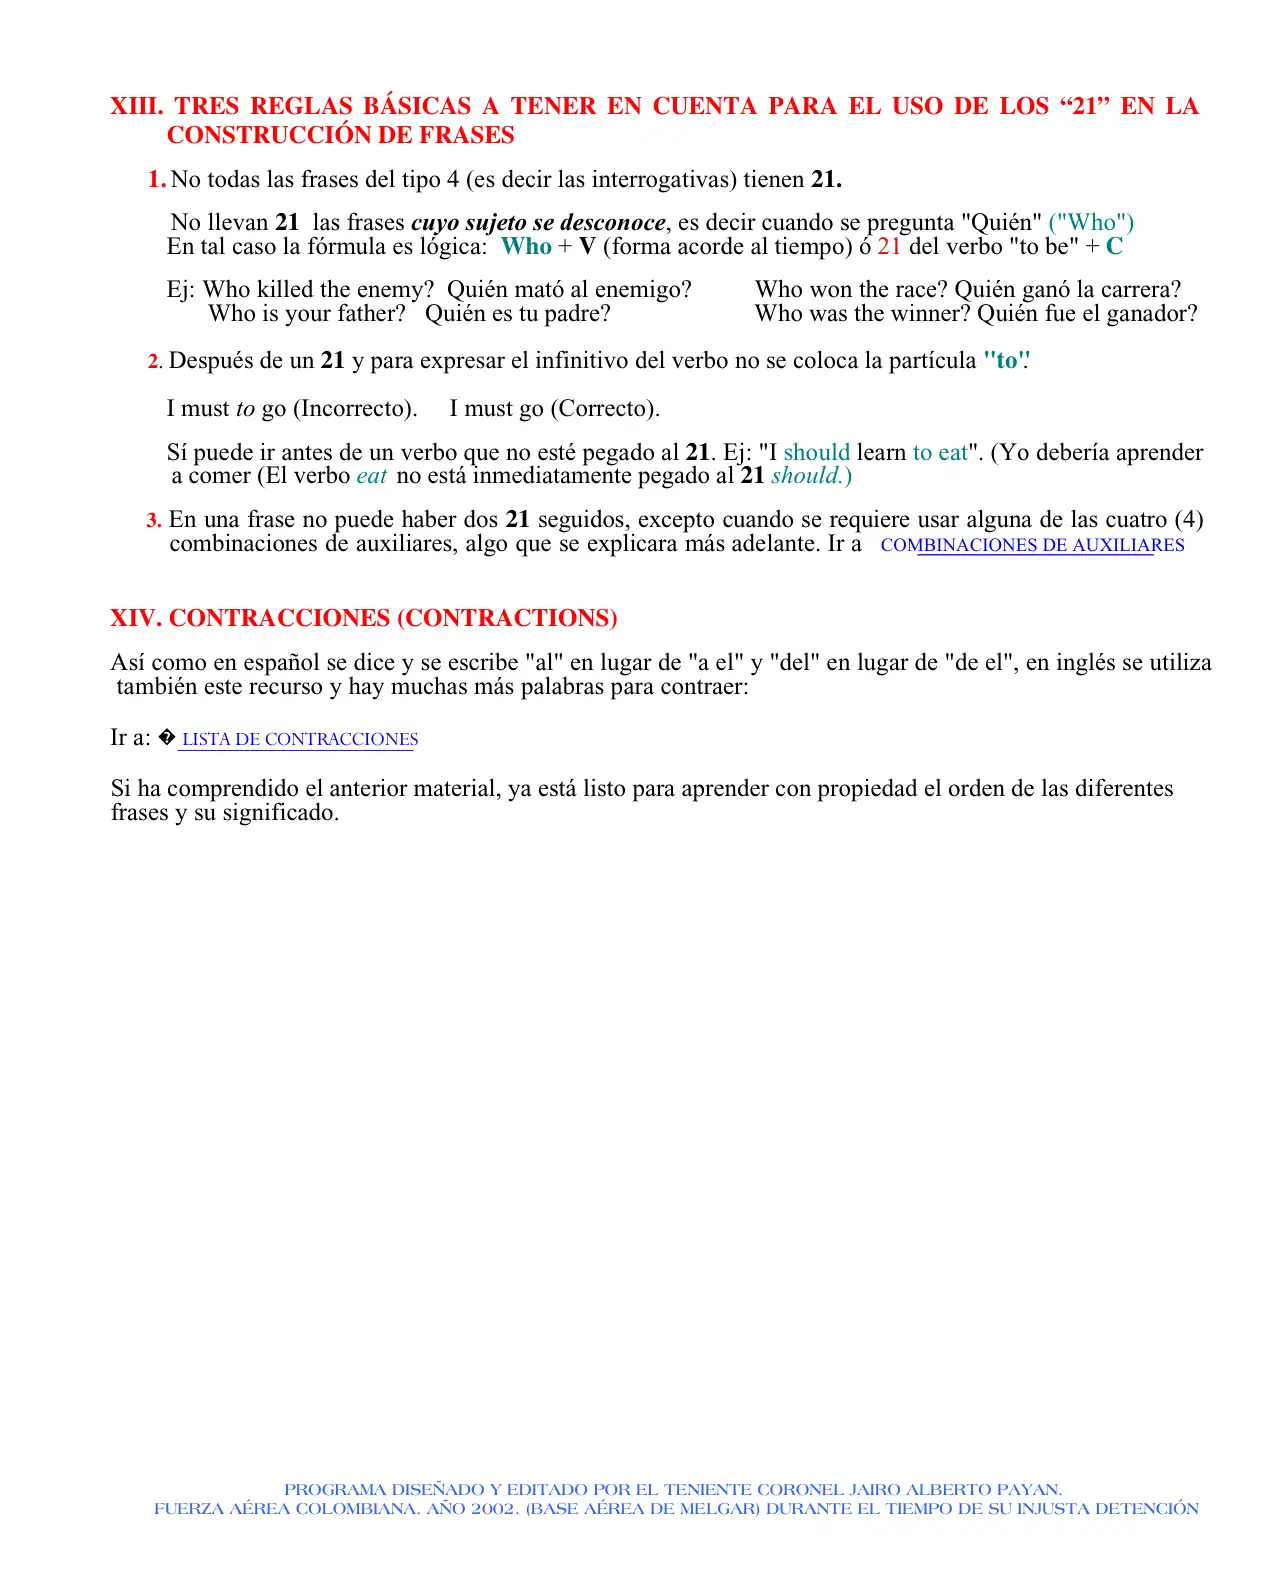 XIII. TRES REGLAS BÁSICAS A TENER EN CUENTA PARA EL USO DE LOS “21” EN LA
CONSTRUCCIÓN DE FRASES
1. No todas las frases del tipo 4 (es decir las interrogativas) tienen 21.
No llevan 21 las frases cuyo sujeto se desconoce, es decir cuando se pregunta "Quién" ("Who")
En tal caso la fórmula es lógica: Who + V (forma acorde al tiempo) ó 21 del verbo "to be" + C
Ej: Who killed the enemy? Quién mató al enemigo? Who won the race? Quién ganó la carrera?
Who is your father? Quién es tu padre? Who was the winner? Quién fue el ganador?
2. Después de un 21 y para expresar el infinitivo del verbo no se coloca la partícula "to".
I must to go (Incorrecto). I must go (Correcto).
Sí puede ir antes de un verbo que no esté pegado al 21. Ej: "I should learn to eat". (Yo debería aprender
a comer (El verbo eat no está inmediatamente pegado al 21 should.)
3. En una frase no puede haber dos 21 seguidos, excepto cuando se requiere usar alguna de las cuatro (4)
combinaciones de auxiliares, algo que se explicara más adelante. Ir a COMBINACIONES DE AUXILIARES
XIV. CONTRACCIONES (CONTRACTIONS)
Así como en español se dice y se escribe "al" en lugar de "a el" y "del" en lugar de "de el", en inglés se utiliza
también este recurso y hay muchas más palabras para contraer:
Ir a: � LISTA DE CONTRACCIONES
Si ha comprendido el anterior material, ya está listo para aprender con propiedad el orden de las diferentes
frases y su significado.
PROGRAMA DISEÑADO Y EDITADO POR EL TENIENTE CORONEL JAIRO ALBERTO PAYAN.
FUERZA AÉREA COLOMBIANA. AÑO 2002. (BASE AÉREA DE MELGAR) DURANTE EL TIEMPO DE SU INJUSTA DETENCIÓN